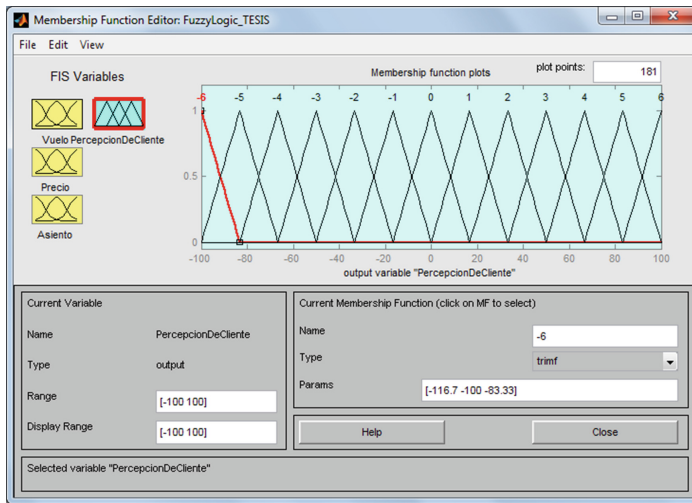 Membership Function Editor: FuzzyLogic_TESIS
File Edit View
FIS Variables
Membership function plots
plot points:
181
Vuelo
PercepcionDeCliente
Precio
Asiento
-6 -5 -4 -3 -2 -1 0 1 2 3 4 5 6
1
0.5
0
-100 -80 -60 -40 -20 0 20 40 60 80 100
output variable "PercepcionDeCliente"
Current Variable
Name PercepcionDeCliente
Type output
Range [-100 100]
Display Range [-100 100]
Current Membership Function (click on MF to select)
Name -6
Type trimf
Params [-116.7 -100 -83.33]
Help Close
Selected variable "PercepcionDeCliente"